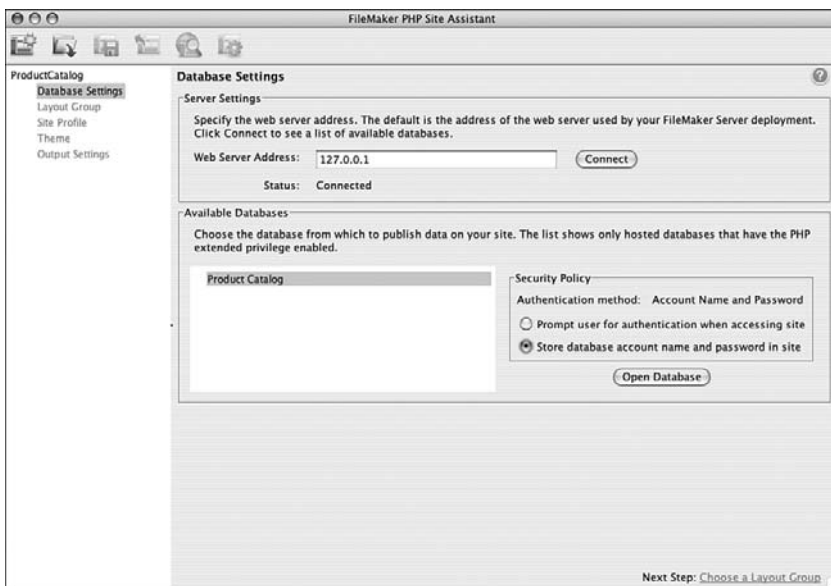 FileMaker PHP Site Assistant
ProductCatalog
Database Settings
Layout Group
Site Profile
Theme
Output Settings
Database Settings
Server Settings
Specify the web server address. The default is the address of the web server used by your FileMaker Server deployment.
Click Connect to see a list of available databases.
Web Server Address: 127.0.0.1 Connect
Status: Connected
Available Databases
Choose the database from which to publish data on your site. The list shows only hosted databases that have the PHP
extended privilege enabled.
Product Catalog
Security Policy
Authentication method: Account Name and Password
Prompt user for authentication when accessing site
Store database account name and password in site
Open Database
Next Step: Choose a Layout Group